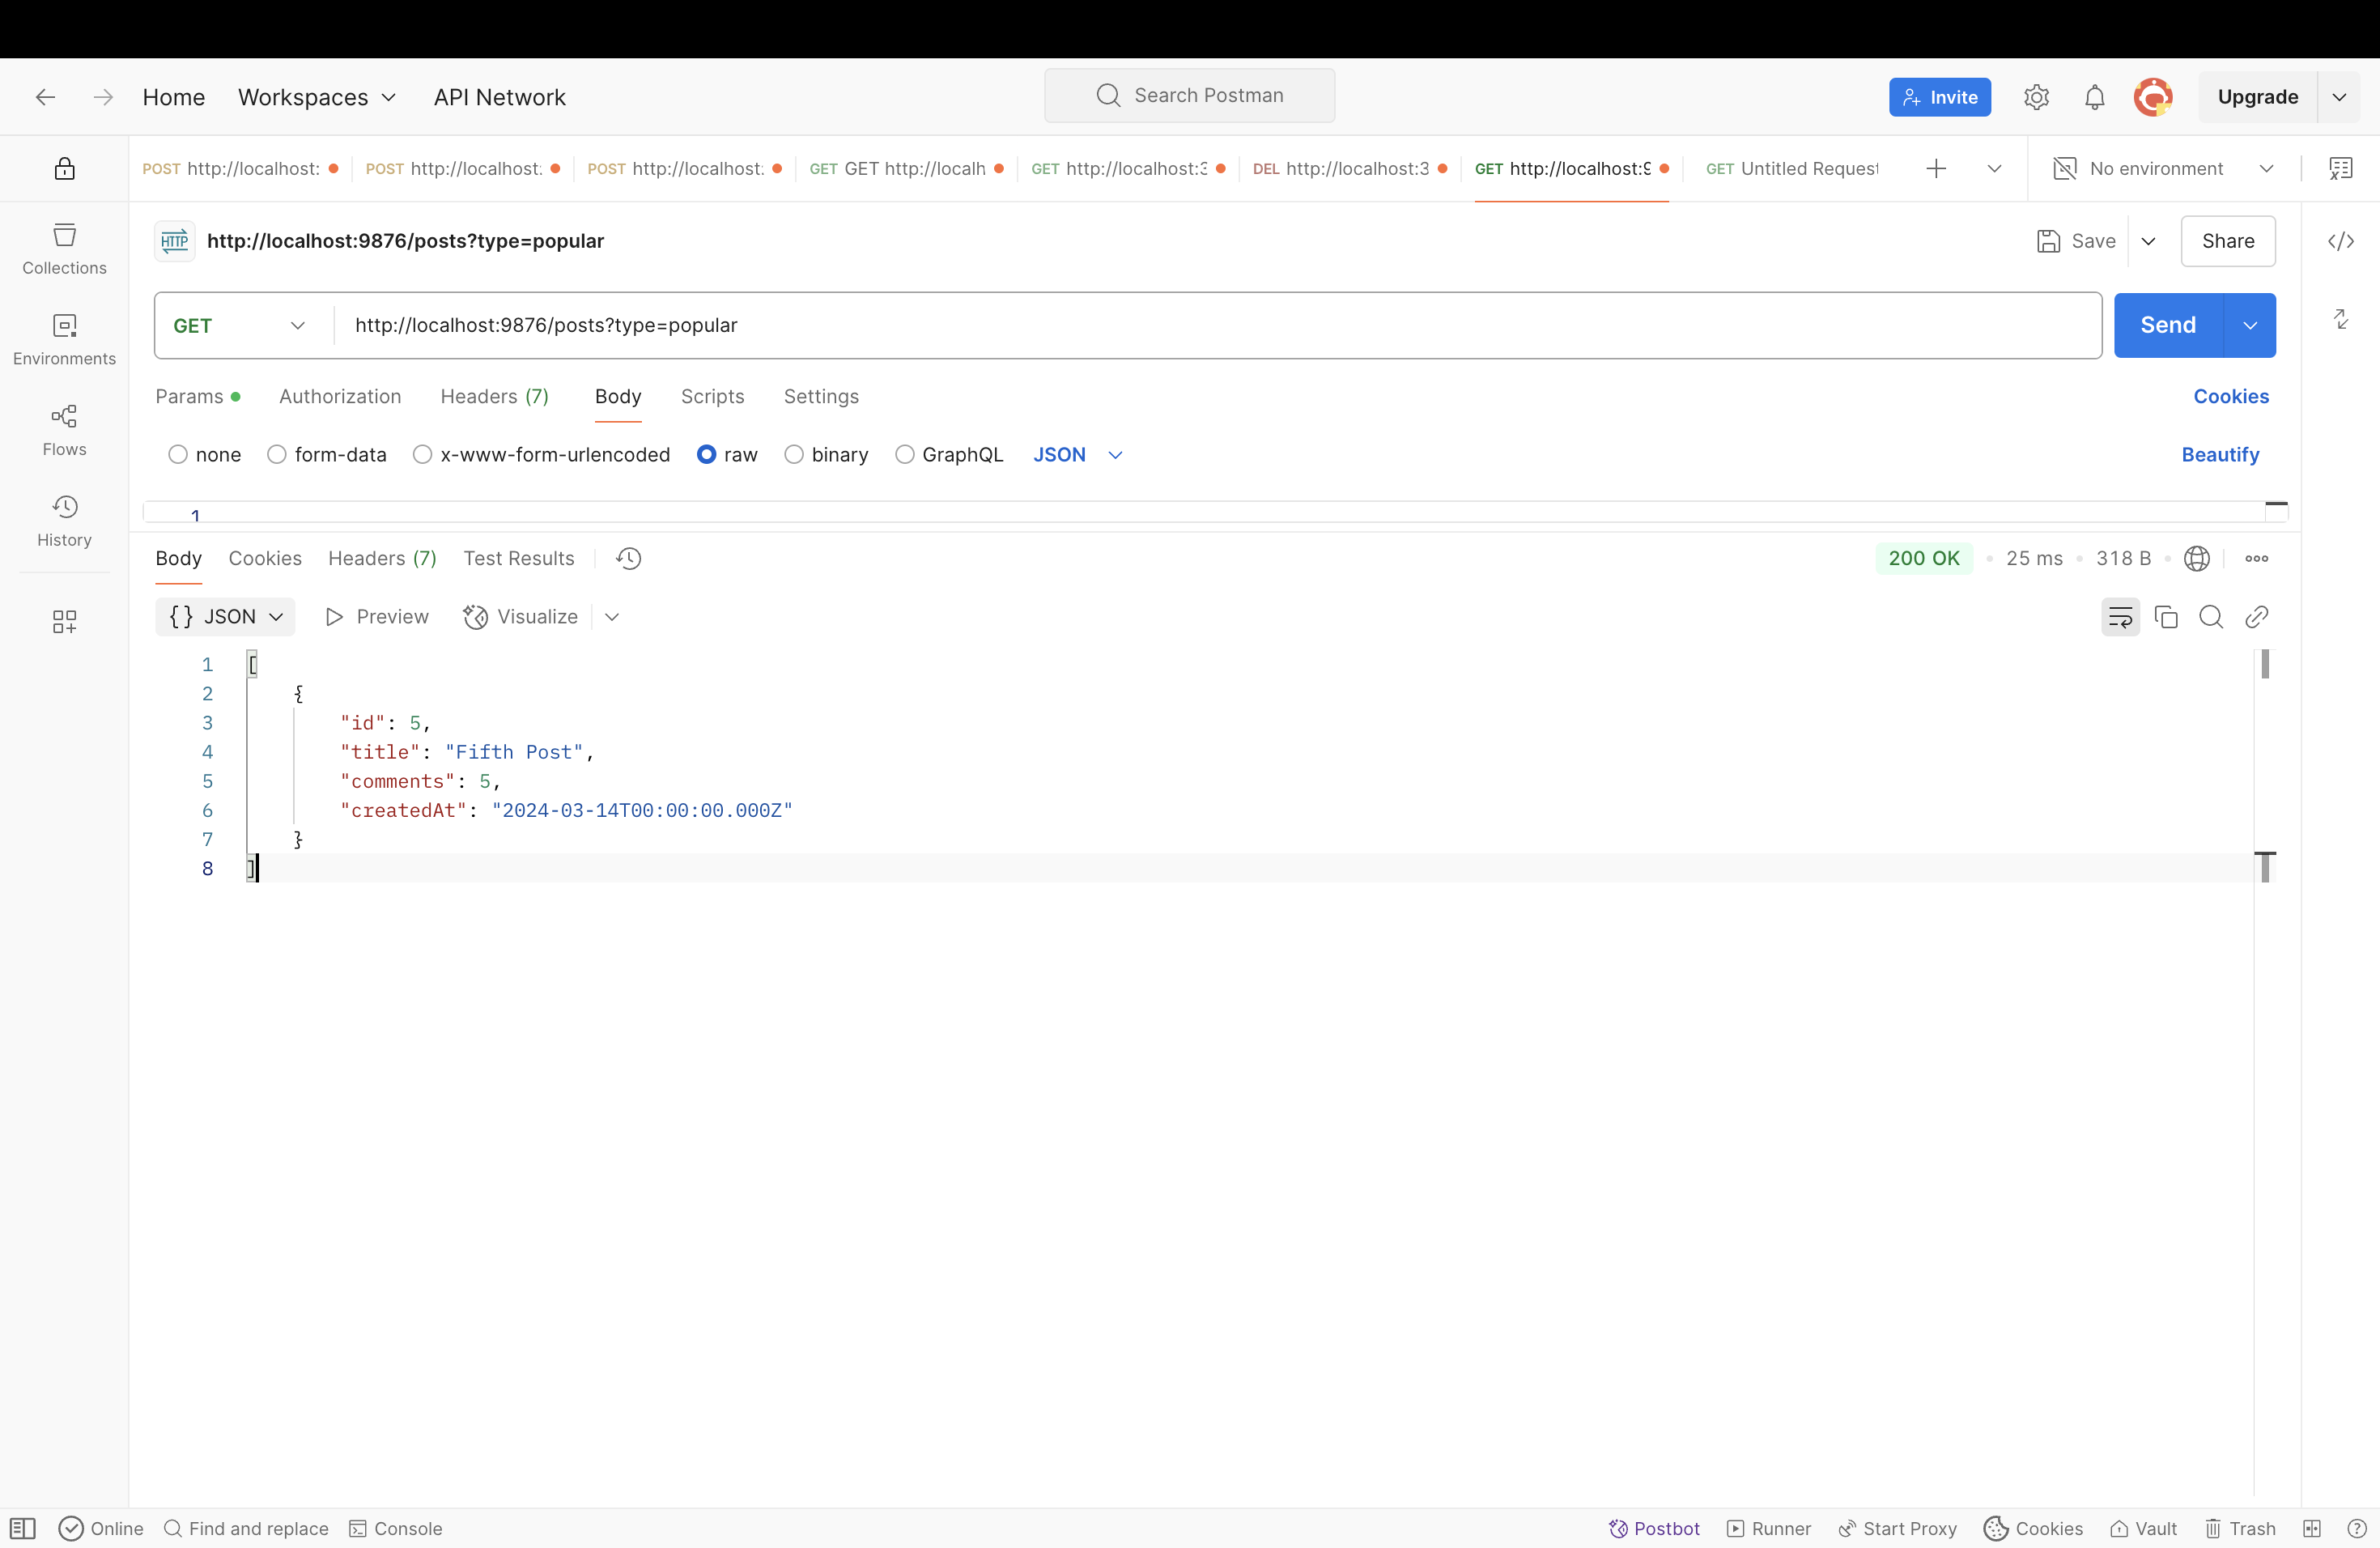 Home Workspaces API Network Search Postman Invite Upgrade
POST http://localhost: POST http://localhost: POST http://localhost: GET GET http://localh GET http://localhost:3 DEL http://localhost:3 GET http://localhost:9 GET Untitled Request No environment
HTTP http://localhost:9876/posts?type=popular Save Share
Collections
GET http://localhost:9876/posts?type=popular Send
Environments
Params Authorization Headers (7) Body Scripts Settings Cookies
Flows
none form-data x-www-form-urlencoded raw binary GraphQL JSON Beautify
1
History
Body Cookies Headers (7) Test Results 200 OK 25 ms 318 B
{} JSON Preview Visualize
1 [
2 {
3 "id": 5,
4 "title": "Fifth Post",
5 "comments": 5,
6 "createdAt": "2024-03-14T00:00:00.000Z"
7 }
8 ]
Online Find and replace Console Postbot Runner Start Proxy Cookies Vault Trash